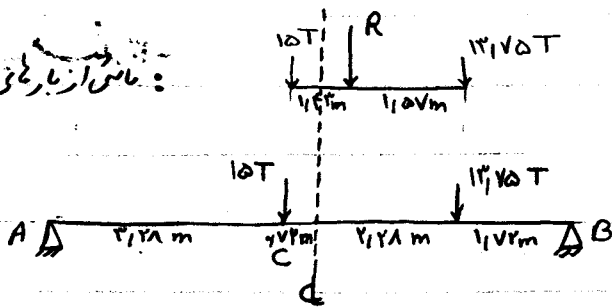 ۱۵T R ۱۳,۷۵T
ناشی از بارهای :
۱,۴۳m ۱,۵۷m
۱۵T ۱۳,۷۵T
A ۳,۲۸m ,۷۲m ۲,۲۸m ۱,۷۲m B
C